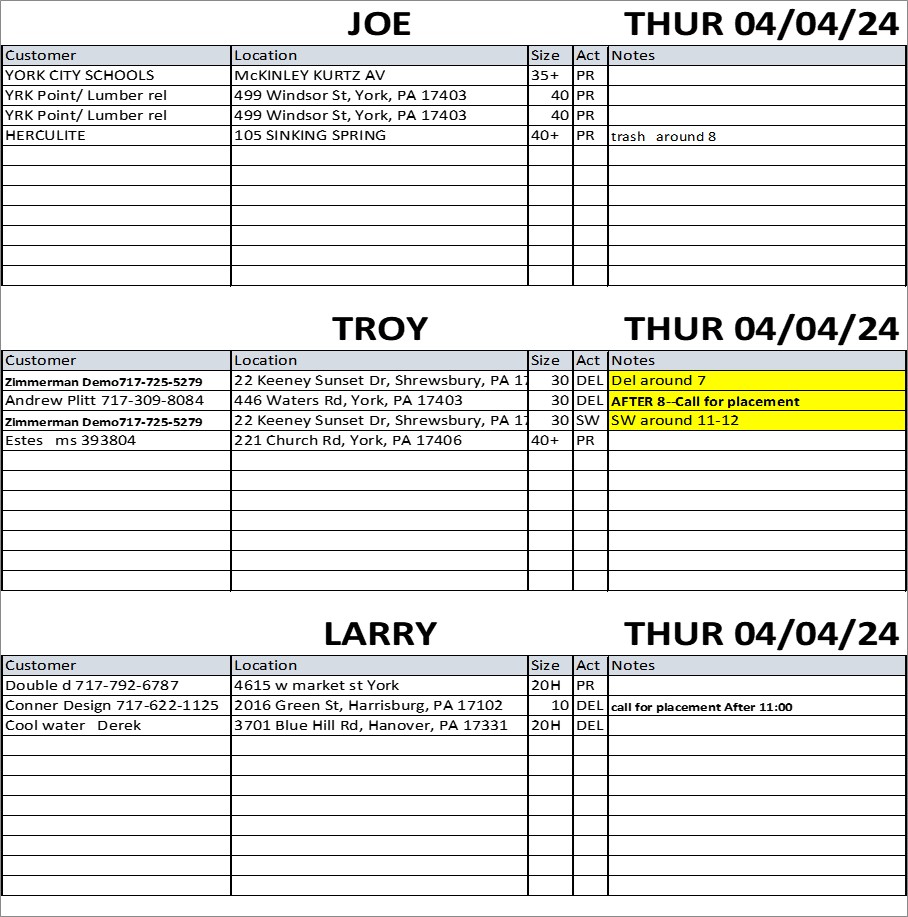 JOE THUR 04/04/24
Customer Location Size Act Notes
YORK CITY SCHOOLS McKINLEY KURTZ AV 35+ PR
YRK Point/ Lumber rel 499 Windsor St, York, PA 17403 40 PR
YRK Point/ Lumber rel 499 Windsor St, York, PA 17403 40 PR
HERCULITE 105 SINKING SPRING 40+ PR trash around 8
TROY THUR 04/04/24
Customer Location Size Act Notes
Zimmerman Demo717-725-5279 22 Keeney Sunset Dr, Shrewsbury, PA 17 30 DEL Del around 7
Andrew Plitt 717-309-8084 446 Waters Rd, York, PA 17403 30 DEL AFTER 8--Call for placement
Zimmerman Demo717-725-5279 22 Keeney Sunset Dr, Shrewsbury, PA 17 30 SW SW around 11-12
Estes ms 393804 221 Church Rd, York, PA 17406 40+ PR
LARRY THUR 04/04/24
Customer Location Size Act Notes
Double d 717-792-6787 4615 w market st York 20H PR
Conner Design 717-622-1125 2016 Green St, Harrisburg, PA 17102 10 DEL call for placement After 11:00
Cool water Derek 3701 Blue Hill Rd, Hanover, PA 17331 20H DEL